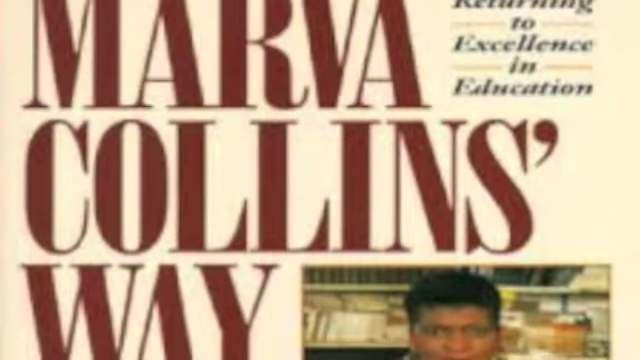 MARVA
COLLINS'
WAY
Returning
to
Excellence
in
Education